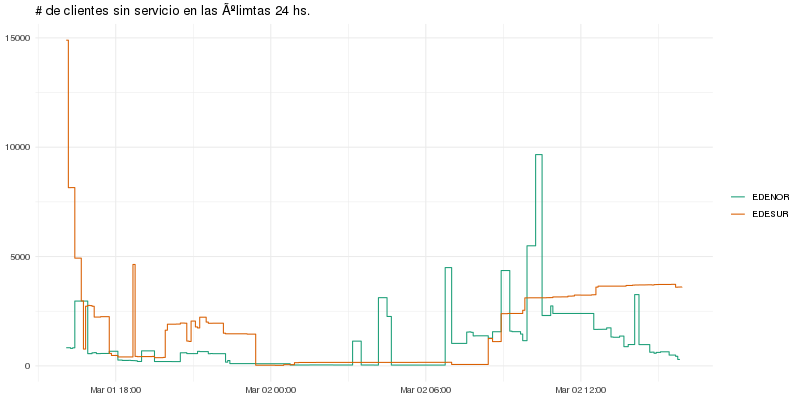 # de clientes sin servicio en las Ãºlimtas 24 hs.
15000
10000
5000
0
Mar 01 18:00
Mar 02 00:00
Mar 02 06:00
Mar 02 12:00
EDENOR
EDESUR